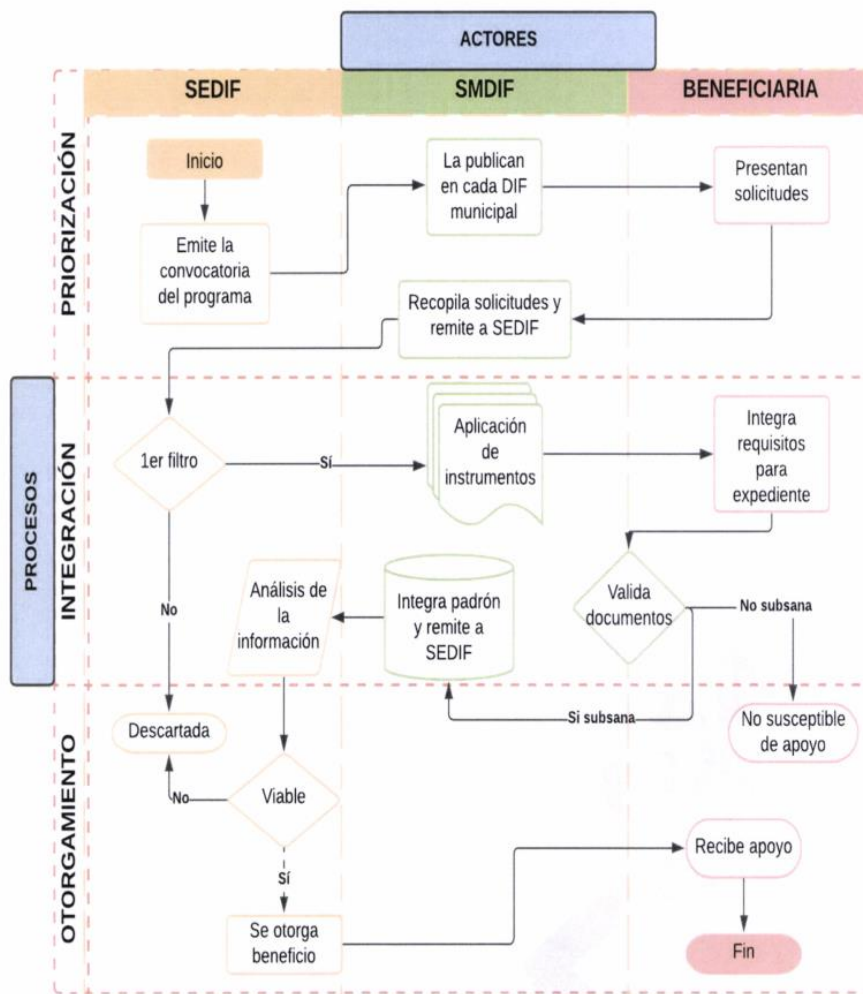 ACTORES
SEDIF
SMDIF
BENEFICIARIA
PROCESOS
PRIORIZACIÓN
Inicio
Emite la
convocatoria
del programa
La publican
en cada DIF
municipal
Presentan
solicitudes
Recopila solicitudes y
remite a SEDIF
INTEGRACIÓN
1er filtro
Sí
No
Aplicación
de
instrumentos
Integra
requisitos
para
expediente
Valida
documentos
No subsana
Si subsana
Integra padrón
y remite a
SEDIF
Análisis de
la
información
No susceptible
de apoyo
OTORGAMIENTO
Descartada
No
Viable
Sí
Se otorga
beneficio
Recibe apoyo
Fin